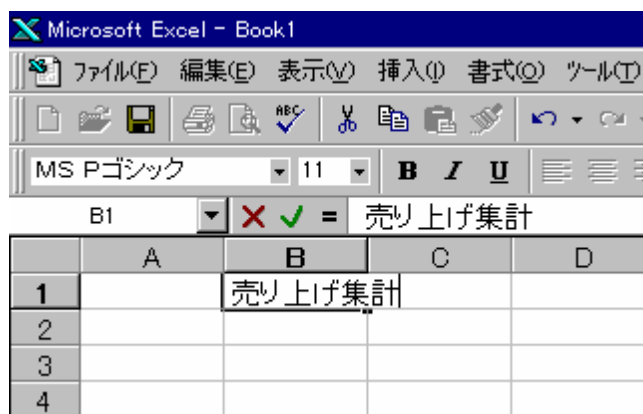 Microsoft Excel - Book1
ファイル(F) 編集(E) 表示(V) 挿入(I) 書式(O) ツール(T)
ABC
MS Pゴシック 11 B I U
B1 = 売り上げ集計
A B C D
1 売り上げ集計
2
3
4